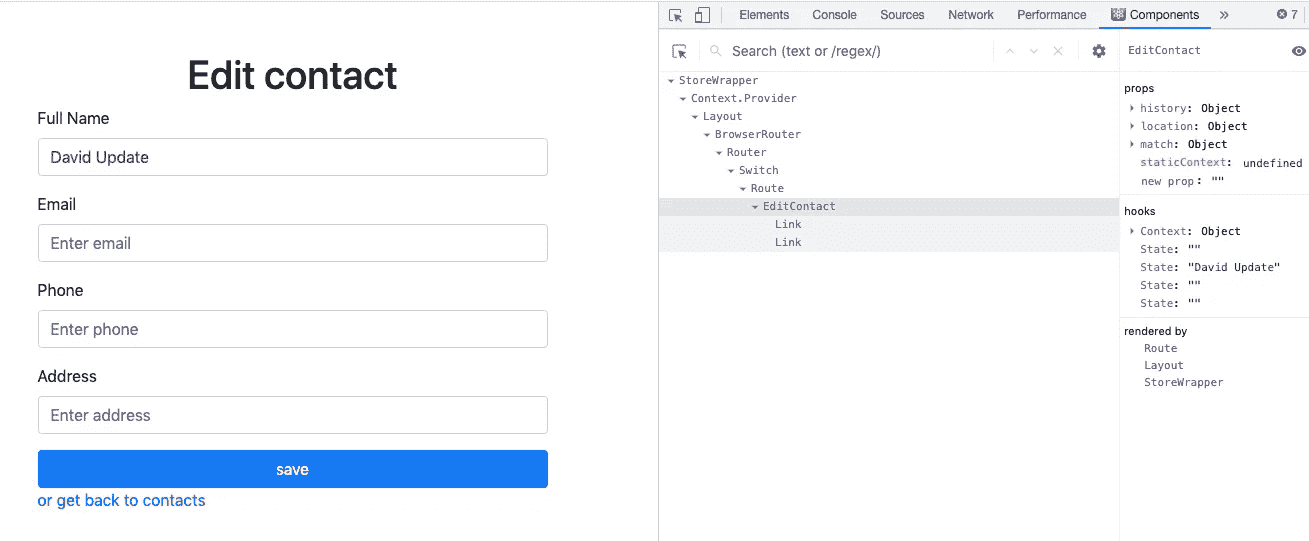 Edit contact
Full Name
David Update
Email
Enter email
Phone
Enter phone
Address
Enter address
save
or get back to contacts
Elements Console Sources Network Performance Components » 7
Search (text or /regex/)
StoreWrapper
Context.Provider
Layout
BrowserRouter
Router
Switch
Route
EditContact
Link
Link
EditContact
props
history: Object
location: Object
match: Object
staticContext: undefined
new prop: ""
hooks
Context: Object
State: ""
State: "David Update"
State: ""
State: ""
rendered by
Route
Layout
StoreWrapper